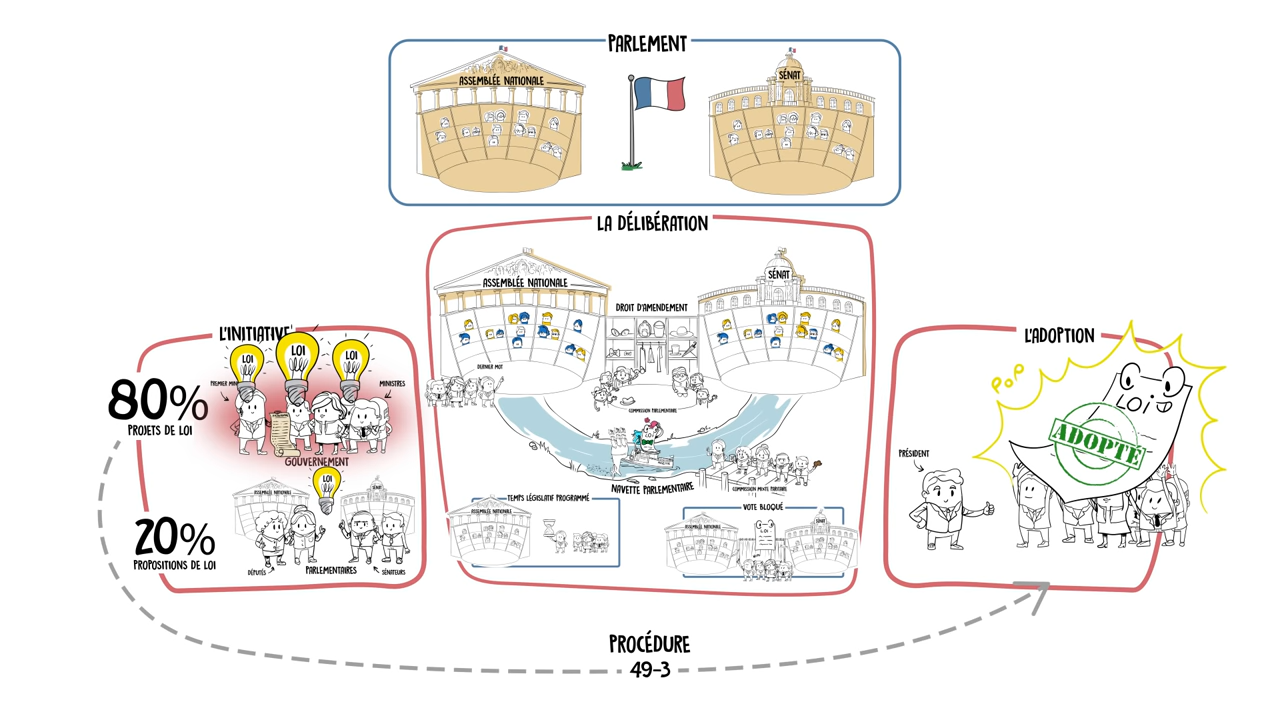 PARLEMENT
ASSEMBLÉE NATIONALE
SÉNAT
LA DÉLIBÉRATION
ASSEMBLÉE NATIONALE
SÉNAT
DROIT D'AMENDEMENT
DERNIER MOT
COMMISSION PARLEMENTAIRE
LOI
NAVETTE PARLEMENTAIRE
COMMISSION MIXTE PARITAIRE
TEMPS LÉGISLATIF PROGRAMMÉ
ASSEMBLÉE NATIONALE
VOTE BLOQUÉ
ASSEMBLÉE NATIONALE
LOI
SÉNAT
L'INITIATIVE
LOI
LOI
LOI
PREMIER MIN
MINISTRES
80%
PROJETS DE LOI
GOUVERNEMENT
LOI
ASSEMBLÉE NATIONALE
SÉNAT
20%
PROPOSITIONS DE LOI
DÉPUTÉS
PARLEMENTAIRES
SÉNATEURS
L'ADOPTION
POP
LOI
ADOPTÉ
PRÉSIDENT
PROCÉDURE
49-3